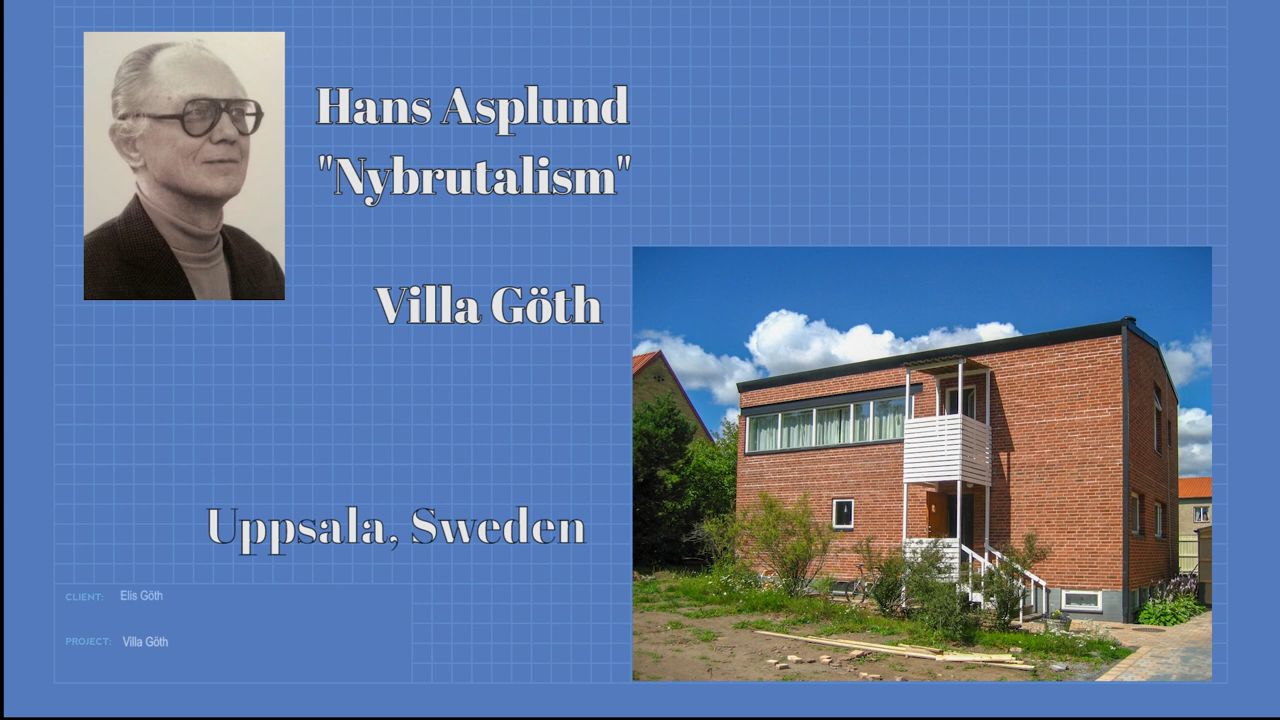 Hans Asplund
"Nybrutalism"
Villa Göth
Uppsala, Sweden
CLIENT: Elis Göth
PROJECT: Villa Göth